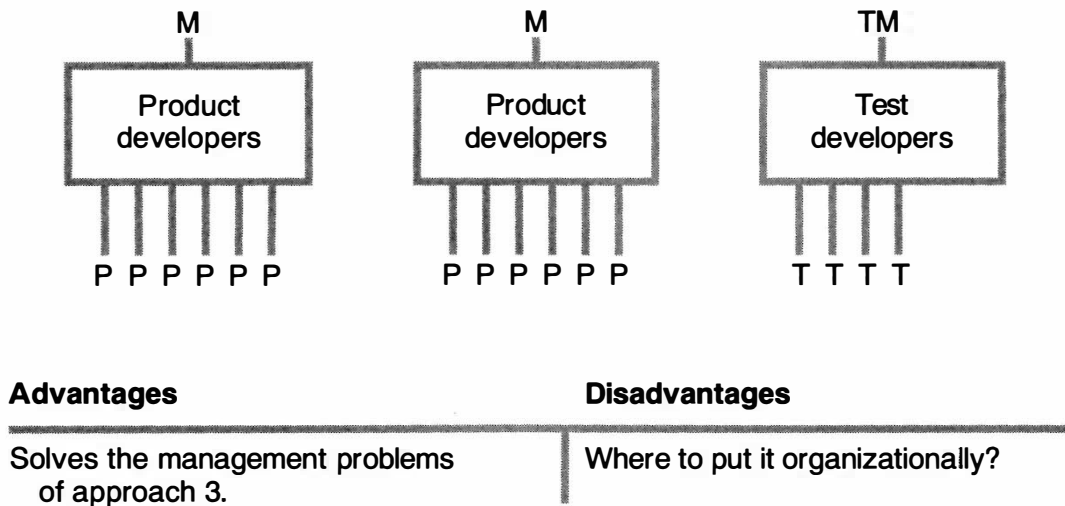 M M TM
Product Product Test
developers developers developers
P P P P P P P P P P P P T T T T
Advantages Disadvantages
Solves the management problems Where to put it organizationally?
of approach 3.